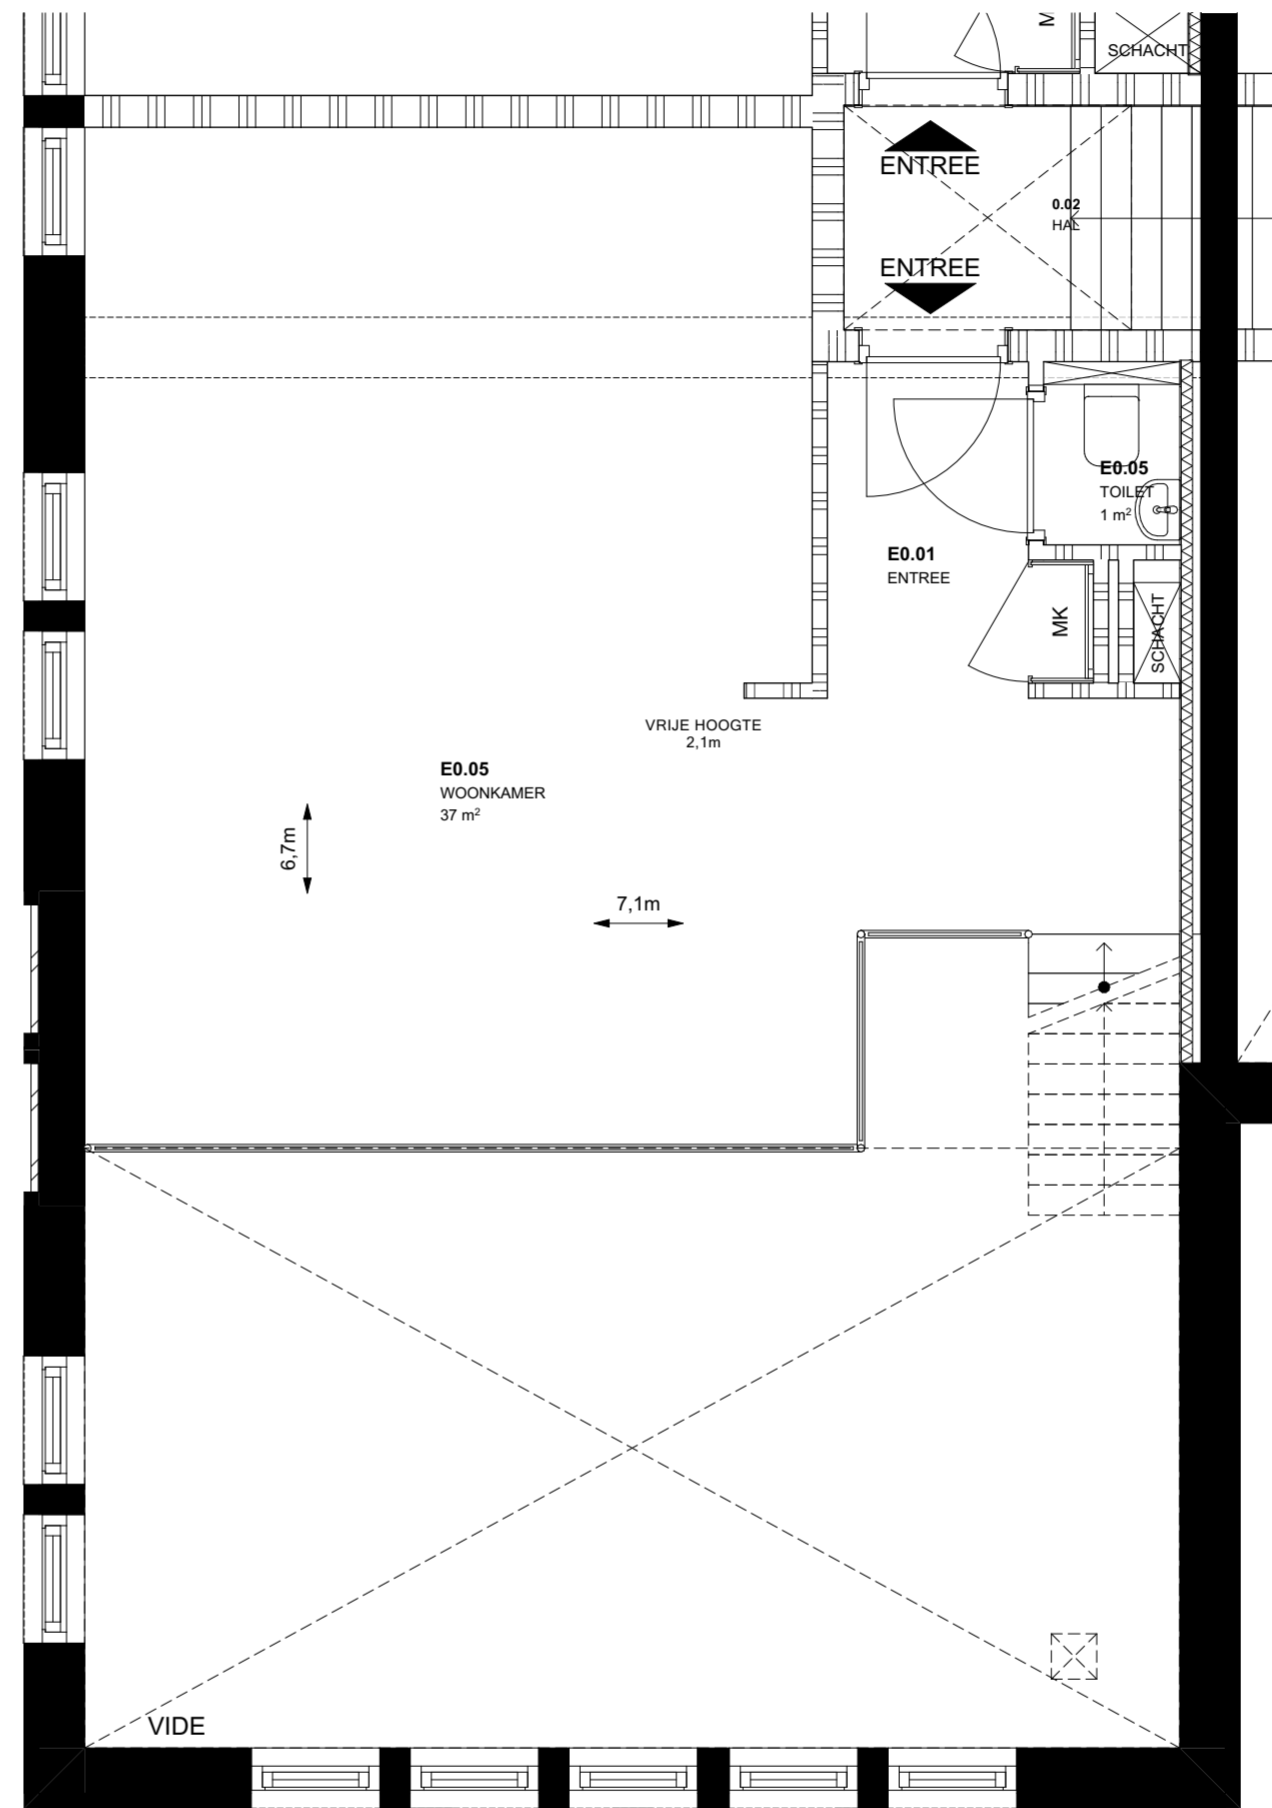 M
SCHACHT
ENTREE
0.02
HAL
ENTREE
E0.05
TOILET
1 m²
E0.01
ENTREE
MK
SCHACHT
VRIJE HOOGTE
2,1m
E0.05
WOONKAMER
37 m²
6,7m
7,1m
VIDE